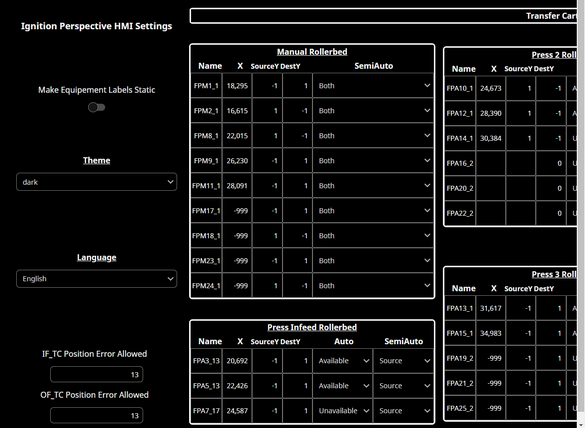 Ignition Perspective HMI Settings
Make Equipement Labels Static
Theme
dark
Language
English
IF_TC Position Error Allowed
13
OF_TC Position Error Allowed
13
Transfer Cart
Manual Rollerbed
Name X SourceY DestY SemiAuto
FPM1_1 18,295 -1 1 Both
FPM2_1 16,615 1 -1 Both
FPM8_1 22,015 1 -1 Both
FPM9_1 26,230 -1 1 Both
FPM11_1 28,091 -1 1 Both
FPM17_1 -999 -1 1 Both
FPM18_1 -999 1 -1 Both
FPM23_1 -999 -1 1 Both
FPM24_1 -999 1 -1 Both
Press Infeed Rollerbed
Name X SourceY DestY Auto SemiAuto
FPA3_13 20,692 -1 1 Available Source
FPA5_13 22,426 -1 1 Available Source
FPA7_17 24,587 -1 1 Unavailable Source
Press 2 Roll
Name X SourceY DestY
FPA10_1 24,673 1 -1 A
FPA12_1 28,390 1 -1 A
FPA14_1 30,384 1 -1 U
FPA16_2 0 U
FPA20_2 0 U
FPA22_2 0 U
Press 3 Roll
Name X SourceY DestY
FPA13_1 31,617 -1 1 A
FPA15_1 34,983 -1 1 A
FPA19_2 -999 -1 1 U
FPA21_2 -999 -1 1 U
FPA25_2 -999 -1 1 U